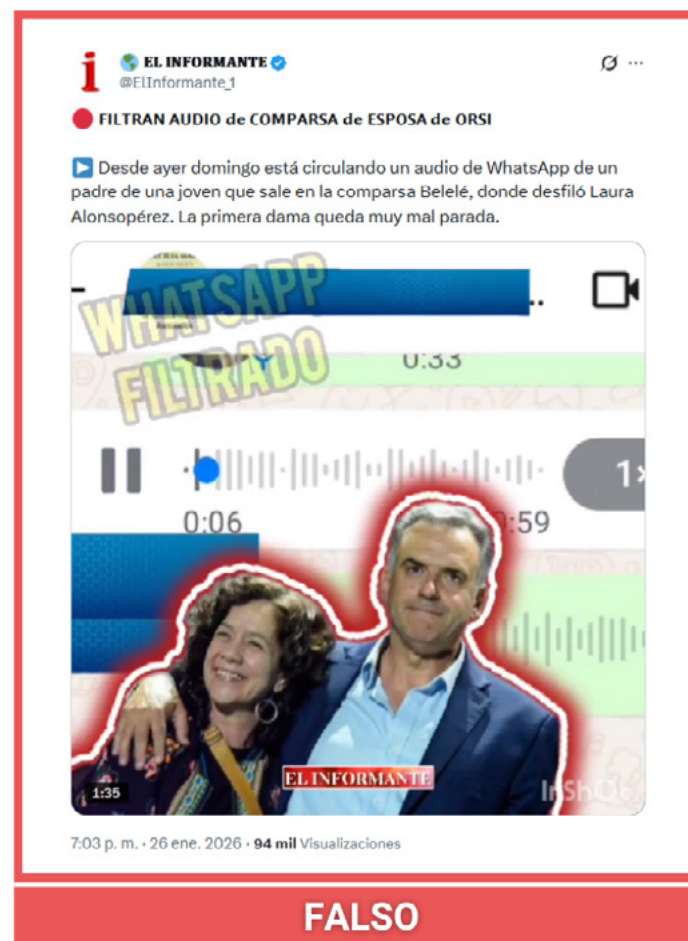 i
EL INFORMANTE
@ElInformante_1
FILTRAN AUDIO de COMPARSA de ESPOSA de ORSI
Desde ayer domingo está circulando un audio de WhatsApp de un
padre de una joven que sale en la comparsa Belelé, donde desfiló Laura
Alonsopérez. La primera dama queda muy mal parada.
WHATSAPP
FILTRADO
0:33
0:06
:59
1×
EL INFORMANTE
1:35
InShot
7:03 p. m. · 26 ene. 2026 · 94 mil Visualizaciones
FALSO